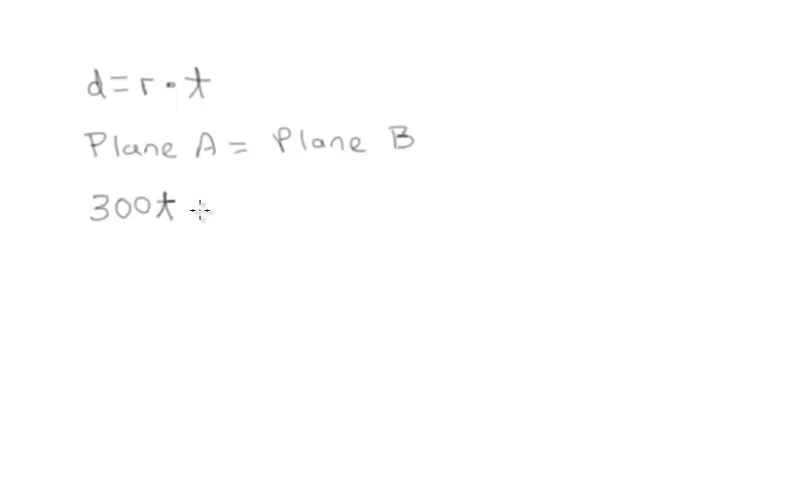 d = r · t
Plane A = Plane B
300t